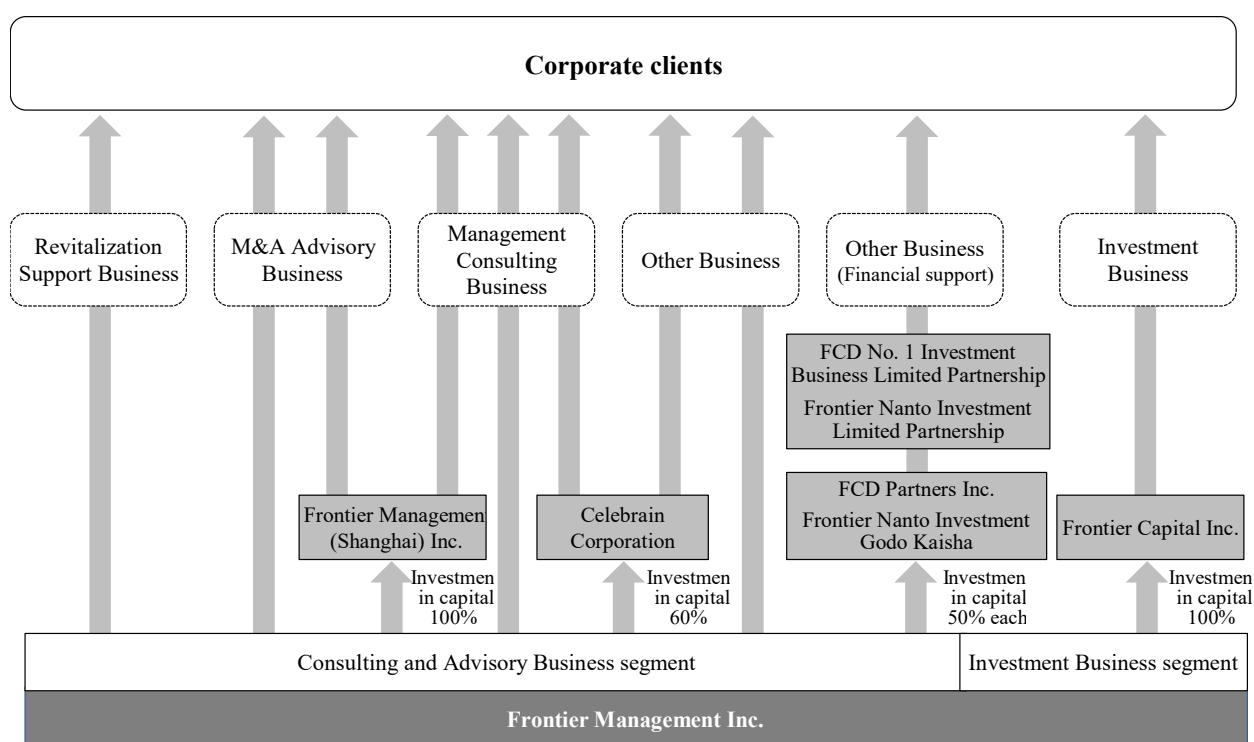 Corporate clients
Revitalization
Support Business
M&A Advisory
Business
Management
Consulting
Business
Other Business
Other Business
(Financial support)
Investment
Business
FCD No. 1 Investment
Business Limited Partnership
Frontier Nanto Investment
Limited Partnership
Frontier Managemen
(Shanghai) Inc.
Celebrain
Corporation
FCD Partners Inc.
Frontier Nanto Investment
Godo Kaisha
Frontier Capital Inc.
Investmen
in capital
100%
Investmen
in capital
60%
Investmen
in capital
50% each
Investmen
in capital
100%
Consulting and Advisory Business segment
Investment Business segment
Frontier Management Inc.